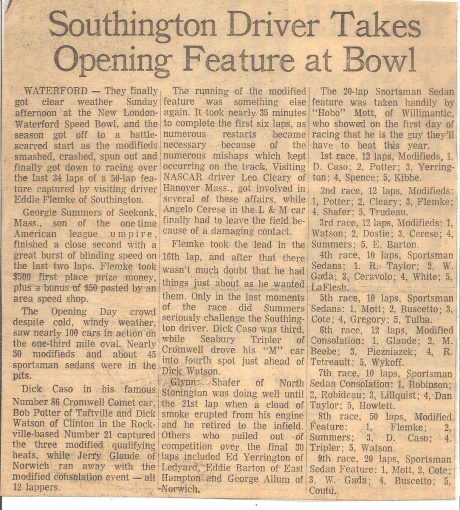 Southington Driver Takes
Opening Feature at Bowl
WATERFORD — They finally
got clear weather Sunday
afternoon at the New London-
Waterford Speed Bowl, and the
season got off to a battle-
scarred start as the modifieds
smashed, crashed, spun out and
finally got down to racing over
the last 34 laps of a 50-lap
feature captured by visiting driver
Eddie Flemke of Southington.
Georgie Summers of Seekonk,
Mass., son of the one-time
American League umpire,
finished a close second with a
great burst of blinding speed on
the last two laps. Flemke took
$500 first place prize money,
plus a bonus of $50 posted by an
area speed shop.
The Opening Day crowd
despite cold, windy weather,
saw nearly 100 cars in action on
the one-third mile oval. Nearly
50 modifieds and about 45
sportsman sedans were in the
pits.
Dick Caso in his famous
Number 86 Cromwell Comet car,
Bob Potter of Taftville and Dick
Watson of Clinton in the Rock-
ville-based Number 21 captured
the three modified qualifying
heats, while Jerry Glaude of
Norwich ran away with the
modified consolation event — all
12 lappers.
The running of the modified
feature was something else
again. It took nearly 35 minutes
to complete the first six laps, as
numerous restarts became
necessary because of the
numerous mishaps which kept
occurring on the track. Visiting
NASCAR driver Leo Cleary of
Hanover Mass., got involved in
several of these affairs, while
Angelo Cerese in the L & M car
finally had to leave the field because
of a damaging contact.
Flemke took the lead in the
16th lap, and after that there
wasn't much doubt that he had
things just about as he wanted
them. Only in the last moments
of the race did Summers
seriously challenge the Southing-
ton driver. Dick Caso was third,
while Seabury Tripler of
Cromwell drove his "M" car
into fourth spot just ahead of
Dick Watson.
Glynn Shafer of North
Stonington was doing well until
the 21st lap when a cloud of
smoke erupted from his engine
and he retired to the infield.
Others who pulled out of
competition over the final 30
laps included Ed Yerrington of
Ledyard, Eddie Barton of East
Hampton and George Allum of
Norwich.
The 20-lap Sportsman Sedan
feature was taken handily by
"Hobo" Mott, of Willimantic,
who showed on the first day of
racing that he is the guy they'll
have to beat this year.
1st race, 12 laps, Modifieds, 1,
D. Caso; 2, Potter; 3, Yerring-
ton; 4, Spence; 5, Kibbe.
2nd race, 12 laps, Modifieds:
1, Potter; 2, Cleary; 3, Flemke;
4, Shafer; 5, Trudeau.
3rd race, 12 laps, Modifieds: 1,
Watson; 2, Dostie; 3, Cerese; 4,
Summers; 5, E. Barton.
4th race, 10 laps, Sportsman
Sedans: 1. R. Taylor; 2, W.
Gada; 3, Ceravolo; 4, White; 5,
LaFlesh.
5th race, 10 laps, Sportsman
Sedans: 1, Mott; 2, Buscetto; 3,
Cote; 4, Gregory; 5, Tulba.
6th race, 12 laps, Modified
Consolation: 1, Glaude; 2, M.
Beebe; 3, Piezniazek; 4, R.
Tetreault; 5, Wykoff.
7th race, 10 laps, Sportsman
Sedan Consolation: 1, Robinson;
2, Robideau; 3, Lillquist; 4, Dan
Taylor; 5, Howlett.
8th race, 50 laps, Modified
Feature: 1, Flemke; 2,
Summers; 3, D. Caso; 4,
Tripler; 5, Watson.
9th race, 20 laps, Sportsman
Sedan Feature: 1, Mott, 2, Cote;
3, W. Gada; 4, Buscetto; 5,
Coutu.